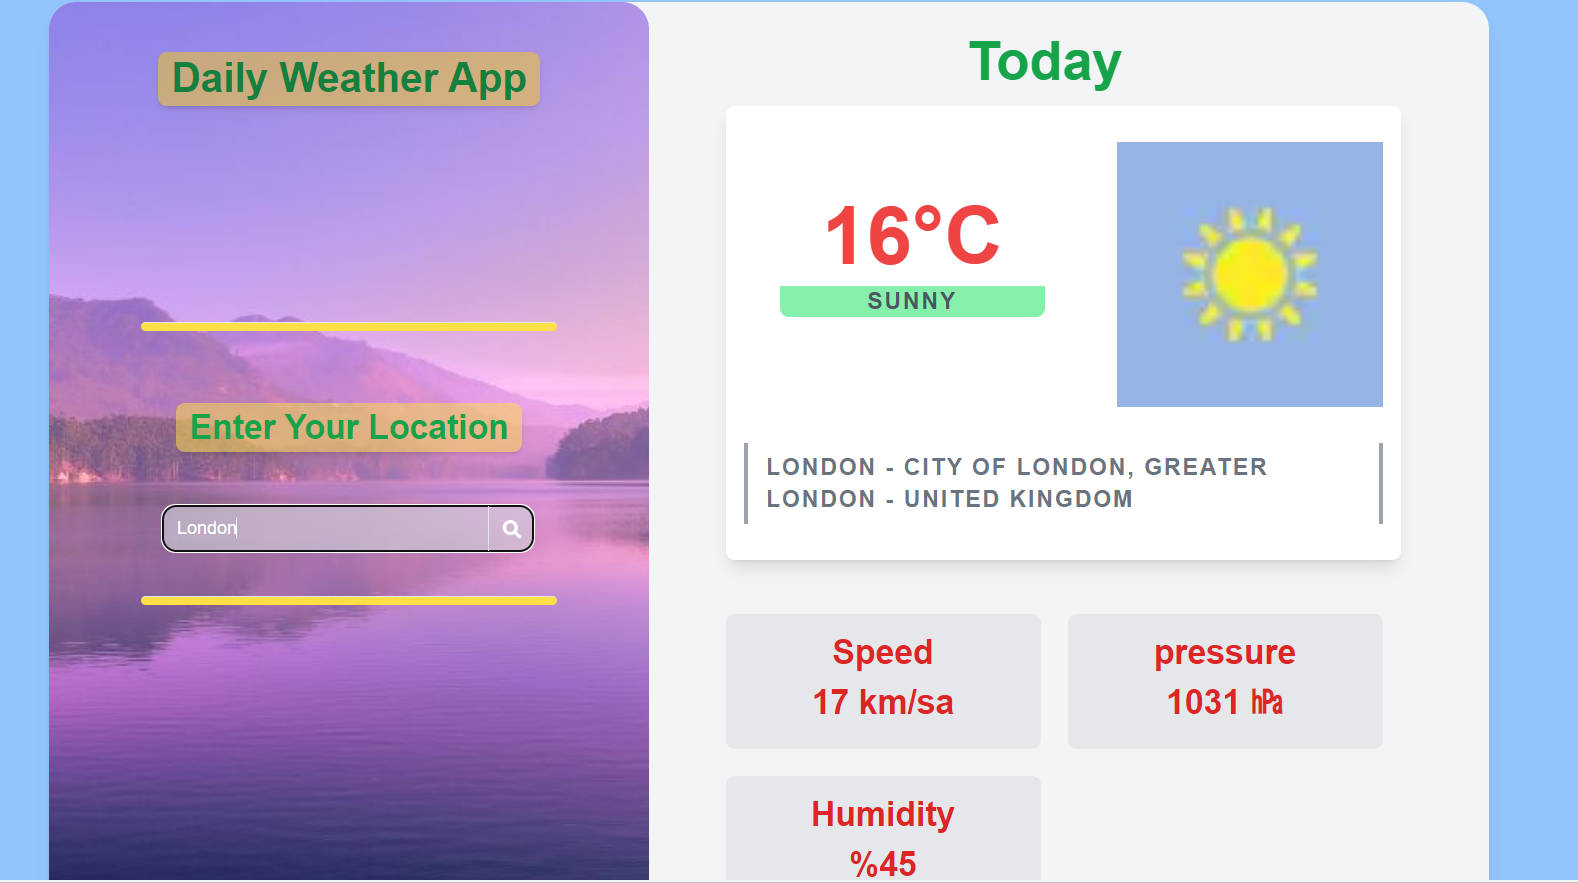 Daily Weather App
Enter Your Location
London
Today
16°C
SUNNY
LONDON - CITY OF LONDON, GREATER
LONDON - UNITED KINGDOM
Speed
17 km/sa
pressure
1031 ㍱
Humidity
%45